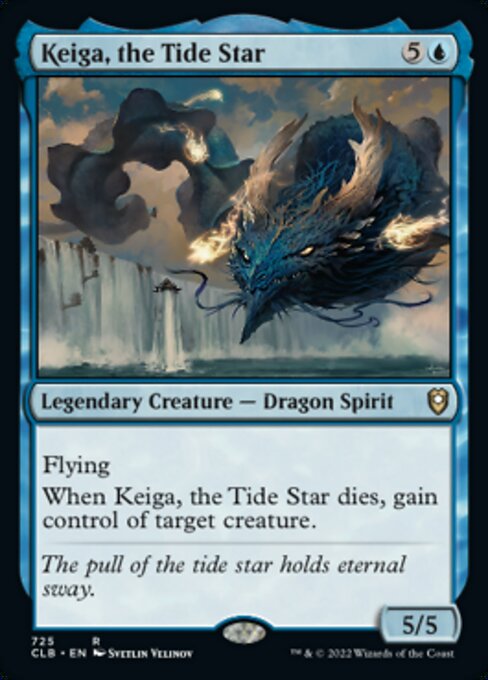 Keiga, the Tide Star 5
Legendary Creature — Dragon Spirit
Flying
When Keiga, the Tide Star dies, gain
control of target creature.
The pull of the tide star holds eternal
sway.
5/5
725 R
CLB • EN Svetlin Velinov
™ & © 2022 Wizards of the Coast